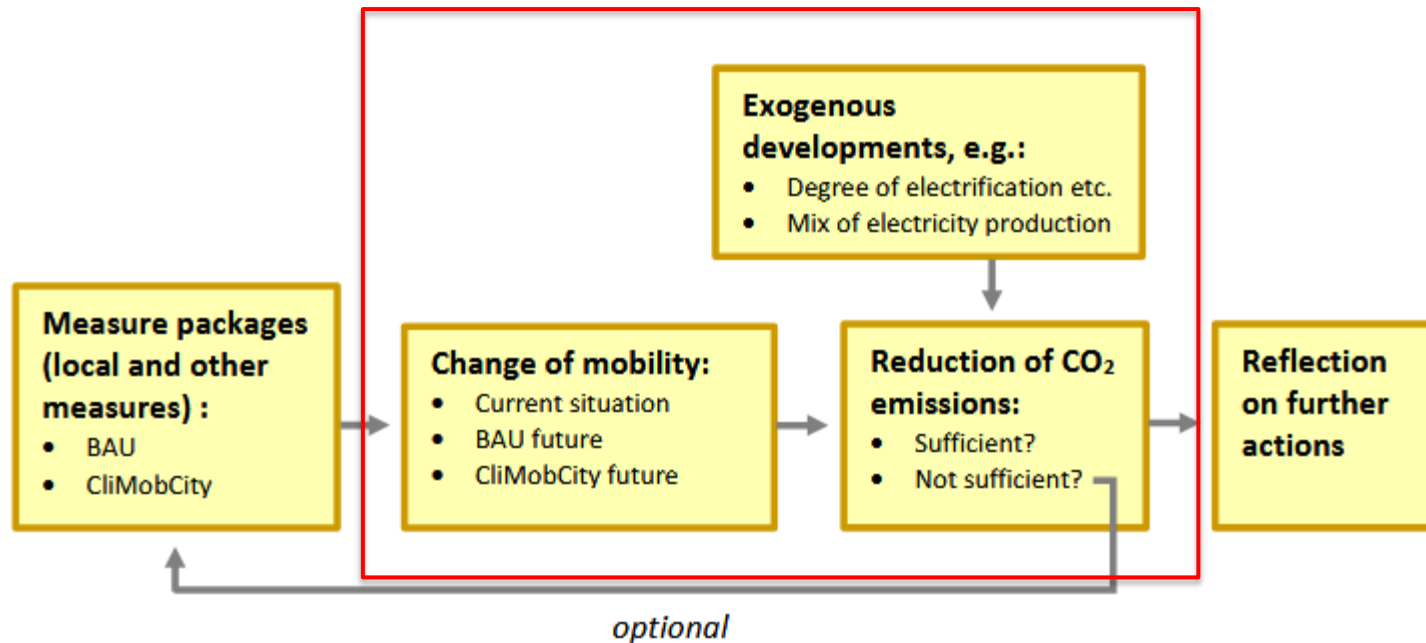 Exogenous
developments, e.g.:
• Degree of electrification etc.
• Mix of electricity production
Measure packages
(local and other
measures) :
• BAU
• CliMobCity
Change of mobility:
• Current situation
• BAU future
• CliMobCity future
Reduction of CO₂
emissions:
• Sufficient?
• Not sufficient?
Reflection
on further
actions
optional